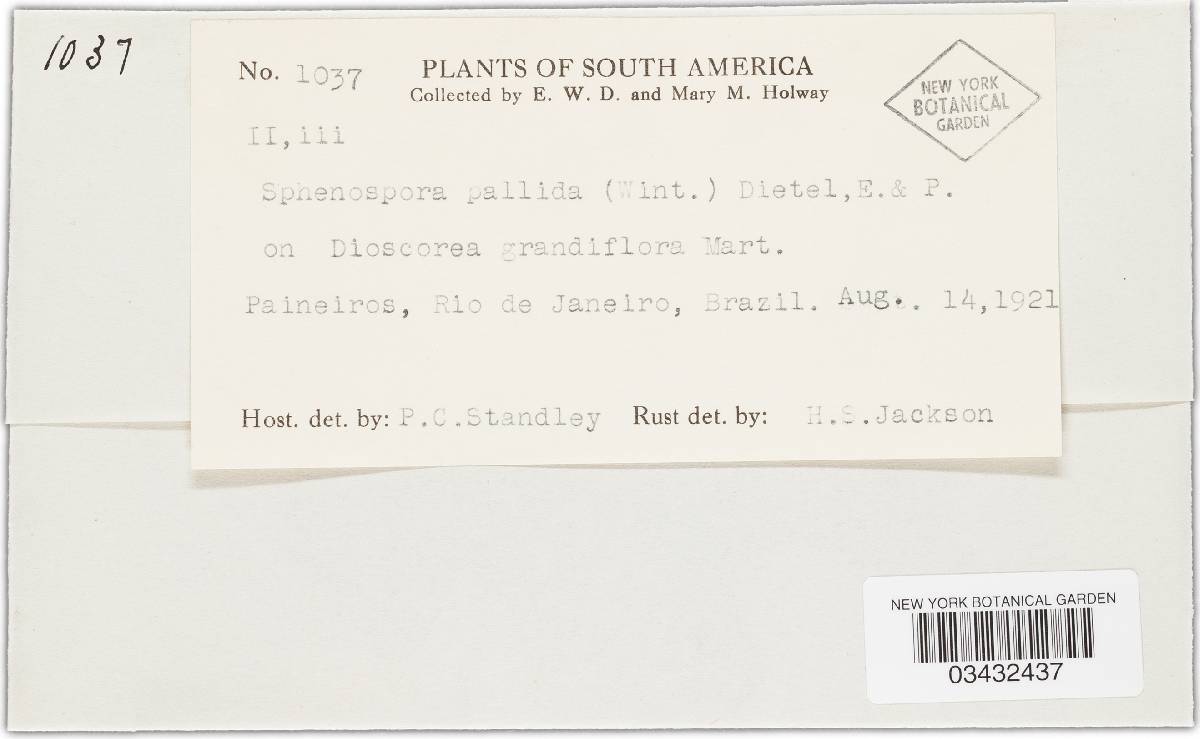 1037
No. 1037
PLANTS OF SOUTH AMERICA
Collected by E. W. D. and Mary M. Holway
NEW YORK
BOTANICAL
GARDEN
II,iii
Sphenospora pallida (Wint.) Dietel,E.& P.
on Dioscorea grandiflora Mart.
Paineiros, Rio de Janeiro, Brazil. Aug.. 14,1921
Host. det. by: P.C.Standley Rust det. by: H.S.Jackson
NEW YORK BOTANICAL GARDEN
03432437